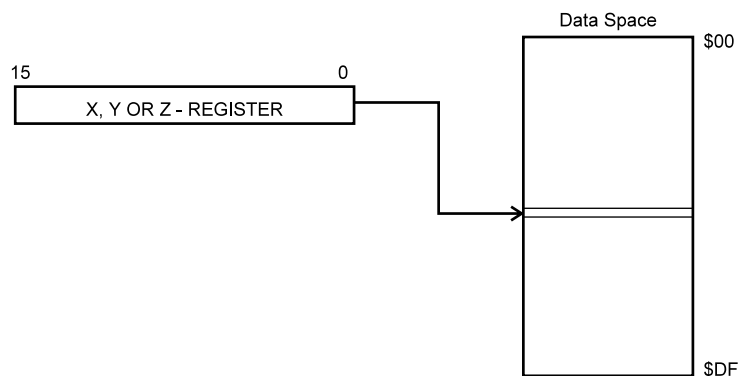 Data Space
$00
15 0
X, Y OR Z - REGISTER
$DF